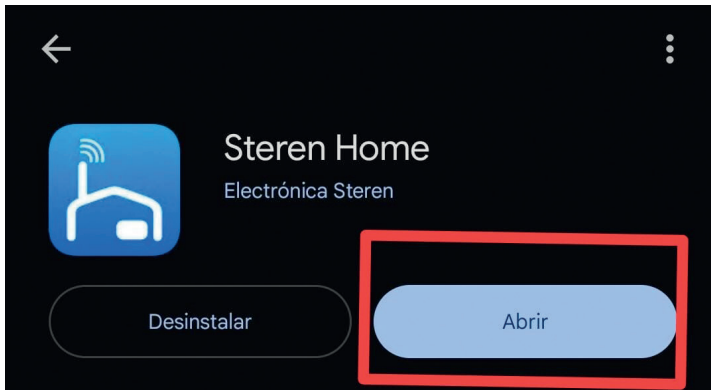 Steren Home
Electrónica Steren
Desinstalar
Abrir